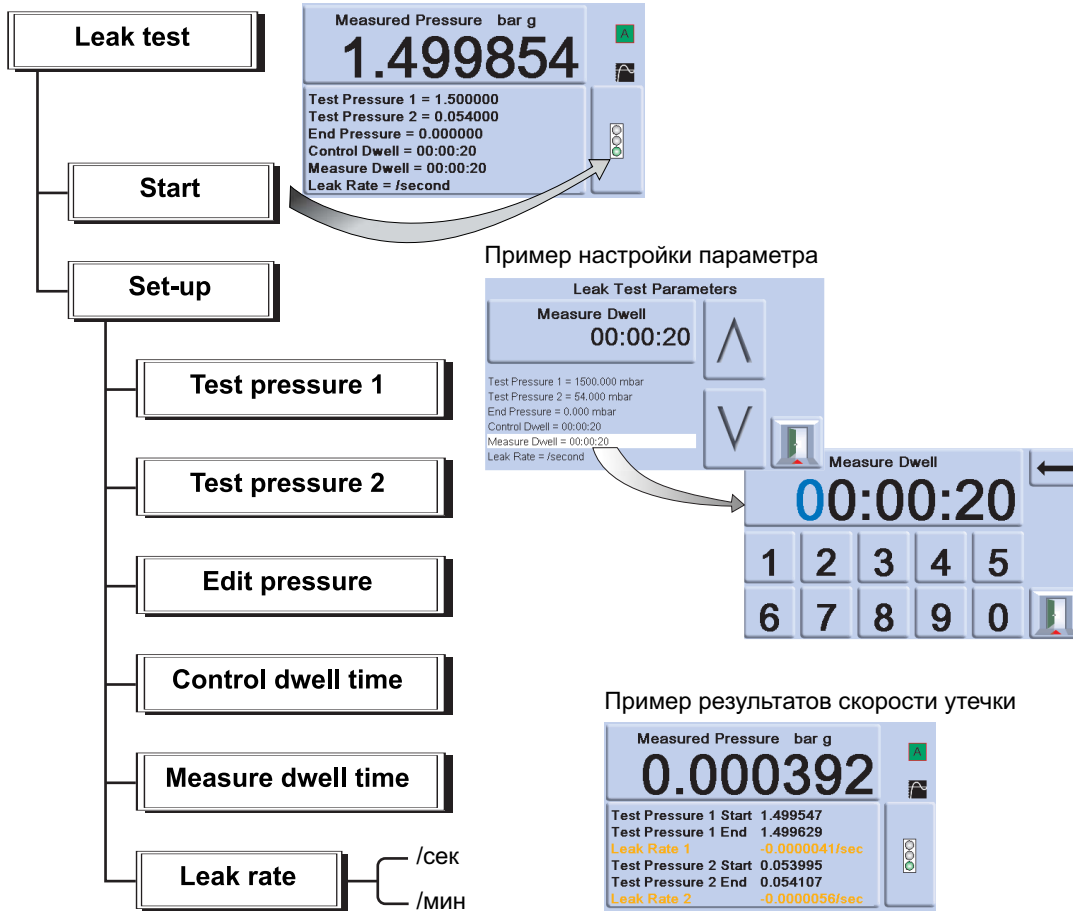 Leak test
Measured Pressure bar g
1.499854
A
Test Pressure 1 = 1.500000
Test Pressure 2 = 0.054000
End Pressure = 0.000000
Control Dwell = 00:00:20
Measure Dwell = 00:00:20
Leak Rate = /second
Start
Set-up
Пример настройки параметра
Leak Test Parameters
Measure Dwell
00:00:20
Test Pressure 1 = 1500.000 mbar
Test Pressure 2 = 54.000 mbar
End Pressure = 0.000 mbar
Control Dwell = 00:00:20
Measure Dwell = 00:00:20
Leak Rate = /second
Measure Dwell
00:00:20
1 2 3 4 5
6 7 8 9 0
Test pressure 1
Test pressure 2
Edit pressure
Control dwell time
Measure dwell time
Leak rate
/сек
/мин
Пример результатов скорости утечки
Measured Pressure bar g
0.000392
A
Test Pressure 1 Start 1.499547
Test Pressure 1 End 1.499629
Leak Rate 1 -0.0000041/sec
Test Pressure 2 Start 0.053995
Test Pressure 2 End 0.054107
Leak Rate 2 -0.0000056/sec